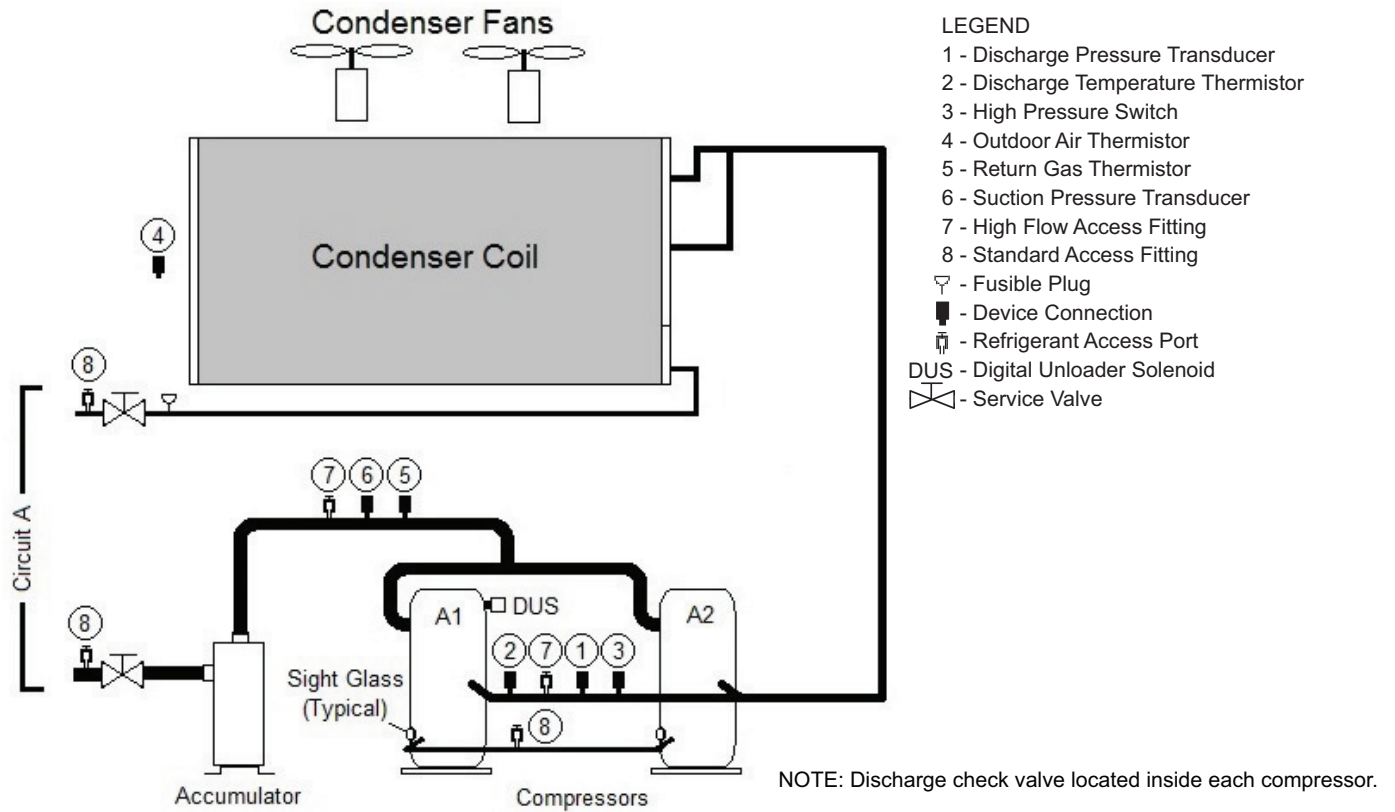 Condenser Fans
LEGEND
1 - Discharge Pressure Transducer
2 - Discharge Temperature Thermistor
3 - High Pressure Switch
4 - Outdoor Air Thermistor
5 - Return Gas Thermistor
6 - Suction Pressure Transducer
7 - High Flow Access Fitting
8 - Standard Access Fitting
- Fusible Plug
- Device Connection
- Refrigerant Access Port
DUS - Digital Unloader Solenoid
- Service Valve
4
Condenser Coil
8
Circuit A
7 6 5
8
A1
DUS
A2
2 7 1 3
Sight Glass
(Typical)
8
Accumulator
Compressors
NOTE: Discharge check valve located inside each compressor.